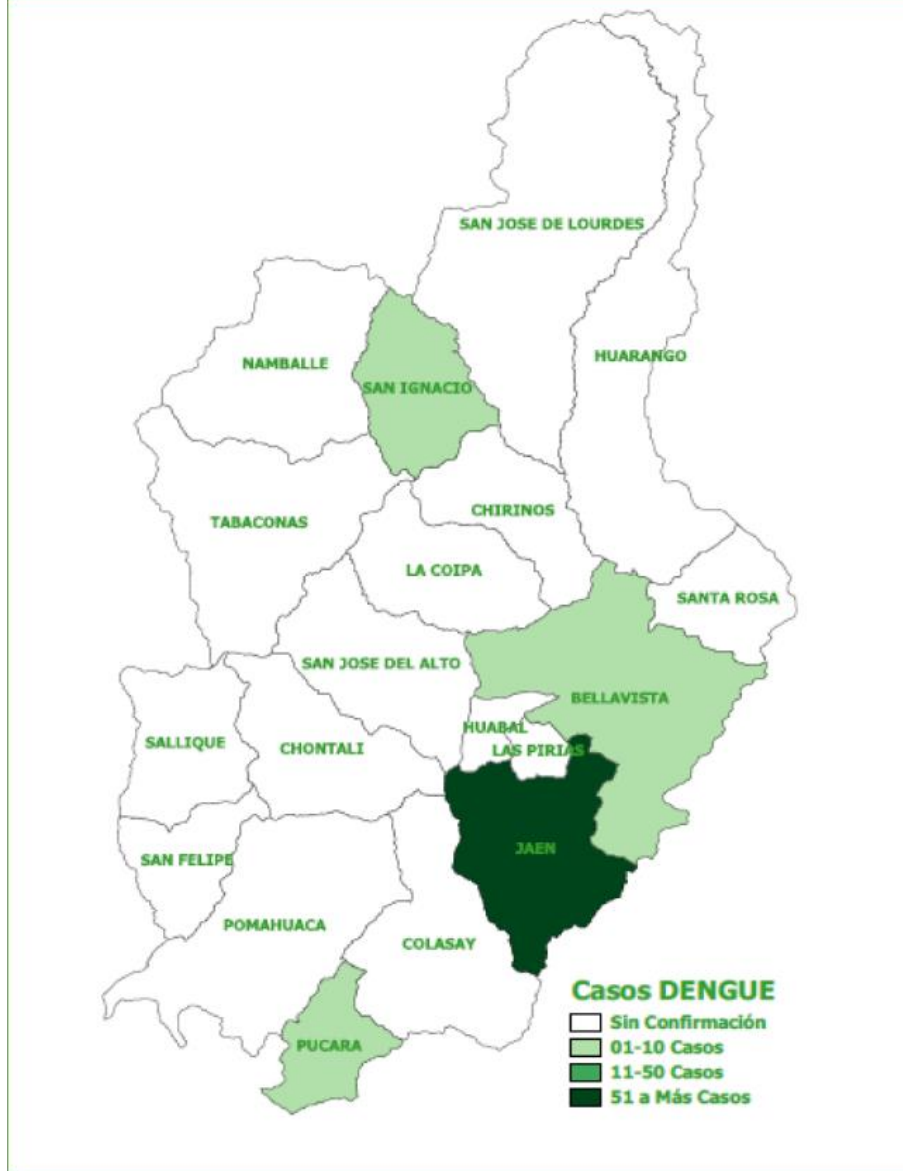 SAN JOSE DE LOURDES
HUARANGO
NAMBALLE
SAN IGNACIO
CHIRINOS
TABACONAS
LA COIPA
SANTA ROSA
SAN JOSE DEL ALTO
BELLAVISTA
HUABAL
SALLIQUE
CHONTALI
LAS PIRIAS
JAEN
SAN FELIPE
POMAHUACA
COLASAY
PUCARA
Casos DENGUE
Sin Confirmación
01-10 Casos
11-50 Casos
51 a Más Casos